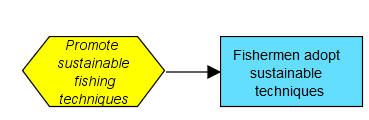 Promote
sustainable
fishing
techniques
Fishermen adopt
sustainable
techniques